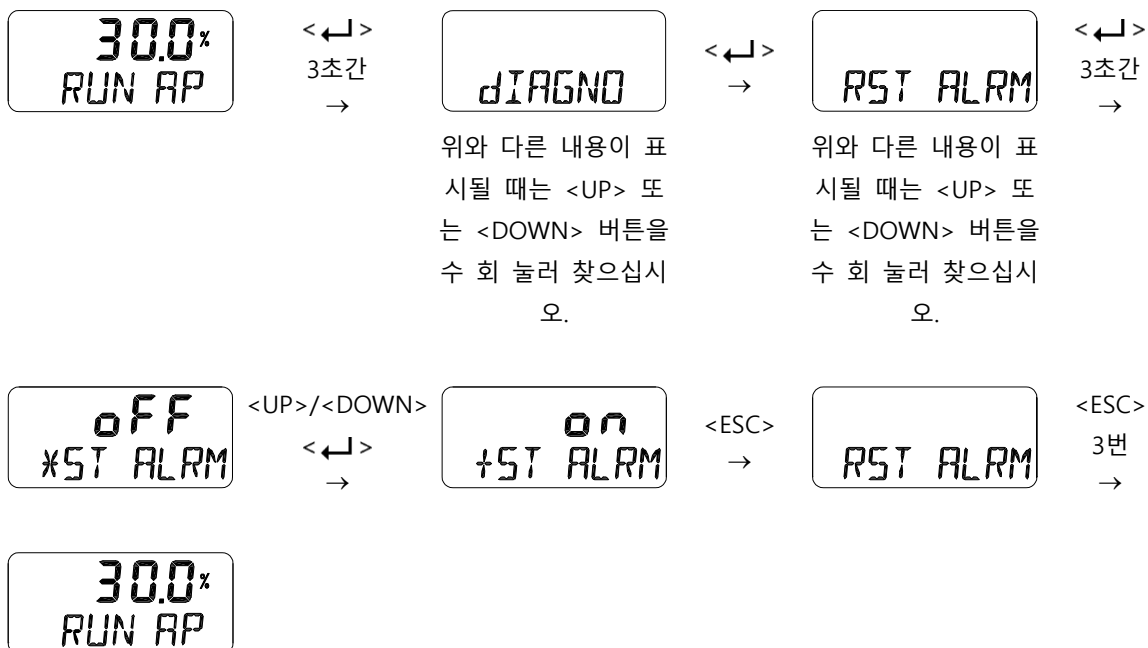 30.0%
RUN AP
<↵>
3초간
→
dIAGNO
<↵>
→
RST ALRM
<↵>
3초간
→
위와 다른 내용이 표
시될 때는 <UP> 또
는 <DOWN> 버튼을
수 회 눌러 찾으십시
오.
위와 다른 내용이 표
시될 때는 <UP> 또
는 <DOWN> 버튼을
수 회 눌러 찾으십시
오.
oFF
*ST ALRM
<UP>/<DOWN>
<↵>
→
on
+ST ALRM
<ESC>
→
RST ALRM
<ESC>
3번
→
30.0%
RUN AP